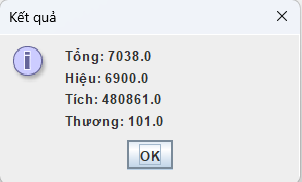 Kết quả
Tổng: 7038.0
Hiệu: 6900.0
Tích: 480861.0
Thương: 101.0
OK